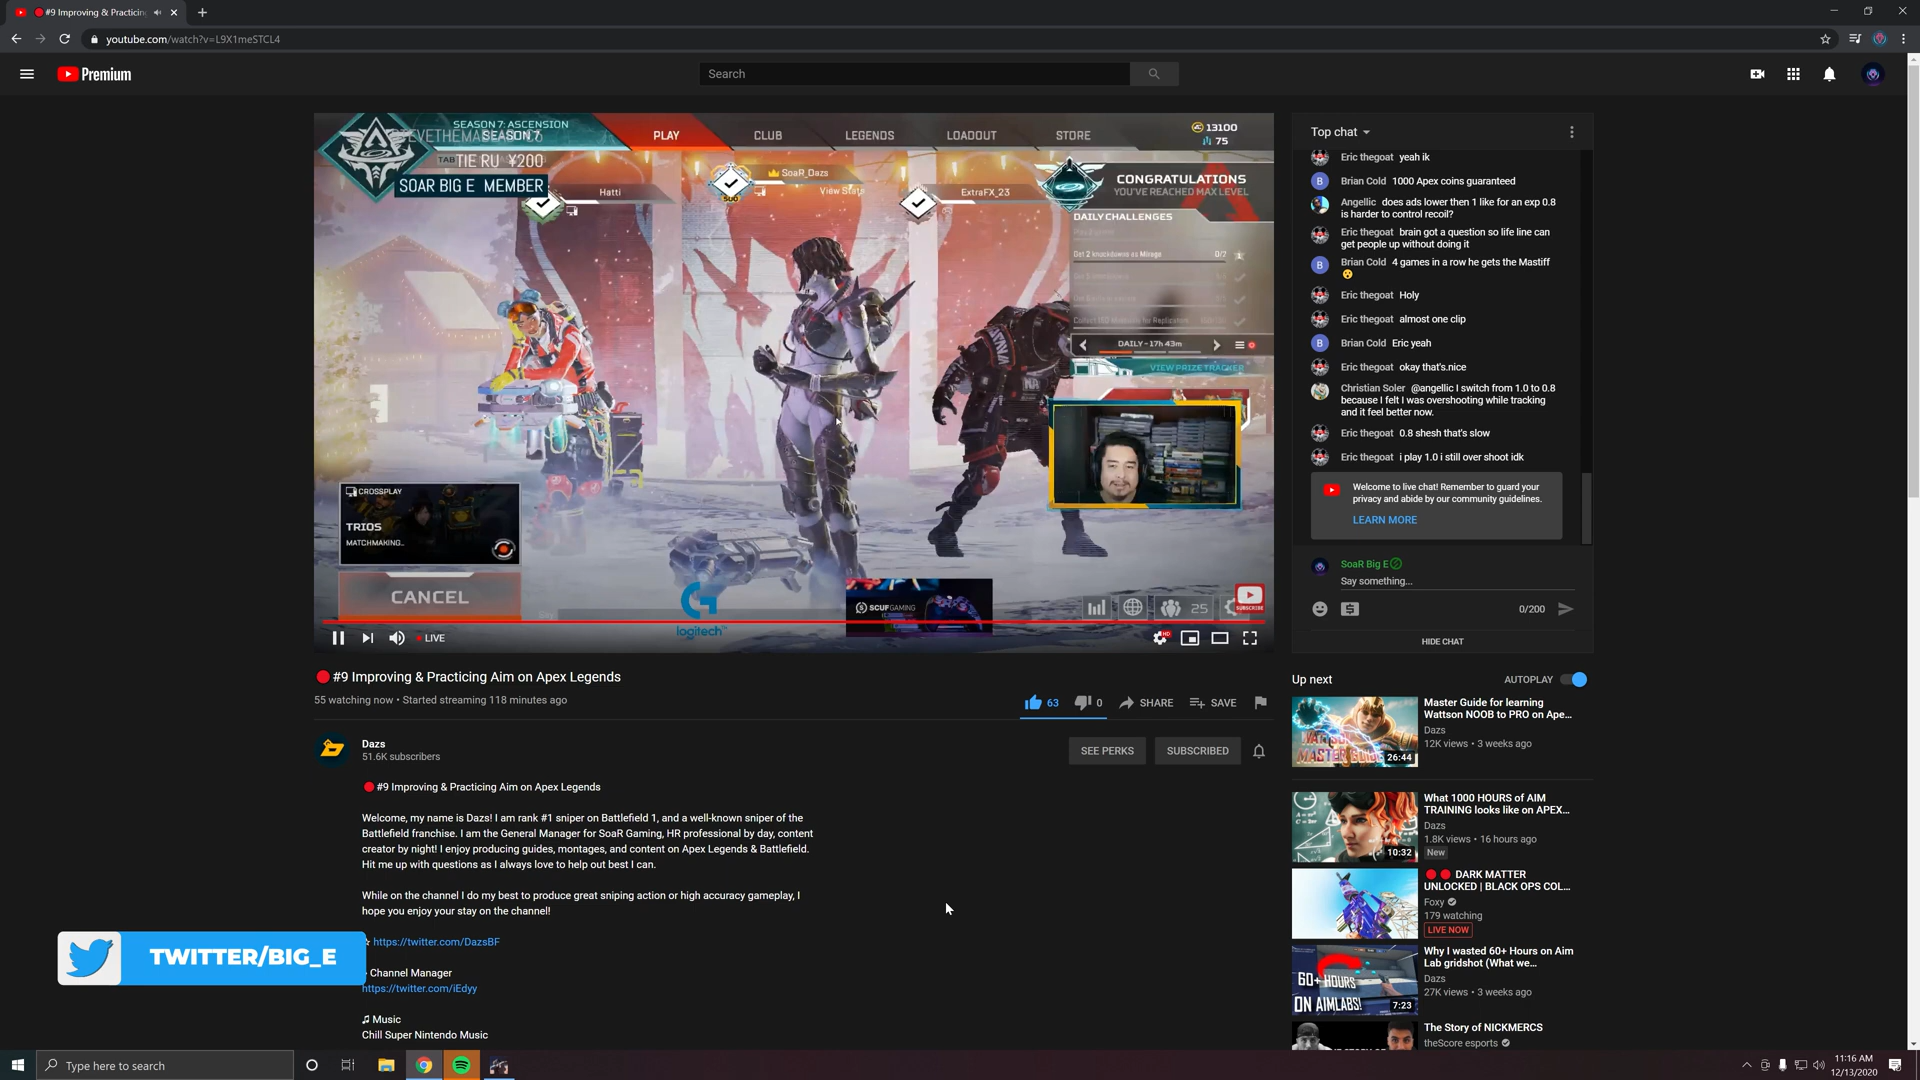 #9 Improving & Practicing
youtube.com/watch?v=L9X1meSTCL4
Premium
Search
SEASON 7: ASCENSION
PLAY
CLUB
LEGENDS
LOADOUT
STORE
13100
75
TIE RU ¥200
SOAR BIG E MEMBER
Hatti
SoaR_Dazs
View Stats
ExtraFX_23
CONGRATULATIONS
YOU'VE REACHED MAX LEVEL
DAILY CHALLENGES
Get 2 knockdowns as Mirage
0/2
DAILY - 17h 43m
VIEW PRIZE TRACKER
CROSSPLAY
TRIOS
MATCHMAKING..
CANCEL
logitech
SCUF GAMING
25
SUBSCRIBE
LIVE
HD
Top chat
Eric thegoat yeah ik
Brian Cold 1000 Apex coins guaranteed
Angellic does ads lower then 1 like for an exp 0.8
is harder to control recoil?
Eric thegoat brain got a question so life line can
get people up without doing it
Brian Cold 4 games in a row he gets the Mastiff
😮
Eric thegoat Holy
Eric thegoat almost one clip
Brian Cold Eric yeah
Eric thegoat okay that's.nice
Christian Soler @angellic I switch from 1.0 to 0.8
because I felt I was overshooting while tracking
and it feel better now.
Eric thegoat 0.8 shesh that's slow
Eric thegoat i play 1.0 i still over shoot idk
Welcome to live chat! Remember to guard your
privacy and abide by our community guidelines.
LEARN MORE
SoaR Big E
Say something...
0/200
HIDE CHAT
#9 Improving & Practicing Aim on Apex Legends
55 watching now • Started streaming 118 minutes ago
63
0
SHARE
SAVE
Dazs
51.6K subscribers
SEE PERKS
SUBSCRIBED
#9 Improving & Practicing Aim on Apex Legends
Welcome, my name is Dazs! I am rank #1 sniper on Battlefield 1, and a well-known sniper of the
Battlefield franchise. I am the General Manager for SoaR Gaming, HR professional by day, content
creator by night! I enjoy producing guides, montages, and content on Apex Legends & Battlefield.
Hit me up with questions as I always love to help out best I can.
While on the channel I do my best to produce great sniping action or high accuracy gameplay, I
hope you enjoy your stay on the channel!
https://twitter.com/DazsBF
Channel Manager
https://twitter.com/iEdyy
♫ Music
Chill Super Nintendo Music
TWITTER/BIG_E
Up next
AUTOPLAY
26:44
Master Guide for learning
Wattson NOOB to PRO on Ape...
Dazs
12K views • 3 weeks ago
10:32
What 1000 HOURS of AIM
TRAINING looks like on APEX...
Dazs
1.8K views • 16 hours ago
New
DARK MATTER
UNLOCKED | BLACK OPS COL...
Foxy
179 watching
LIVE NOW
60+ HOURS
ON AIMLABS!
7:23
Why I wasted 60+ Hours on Aim
Lab gridshot (What we...
Dazs
27K views • 3 weeks ago
The Story of NICKMERCS
theScore esports
Type here to search
11:16 AM
12/13/2020